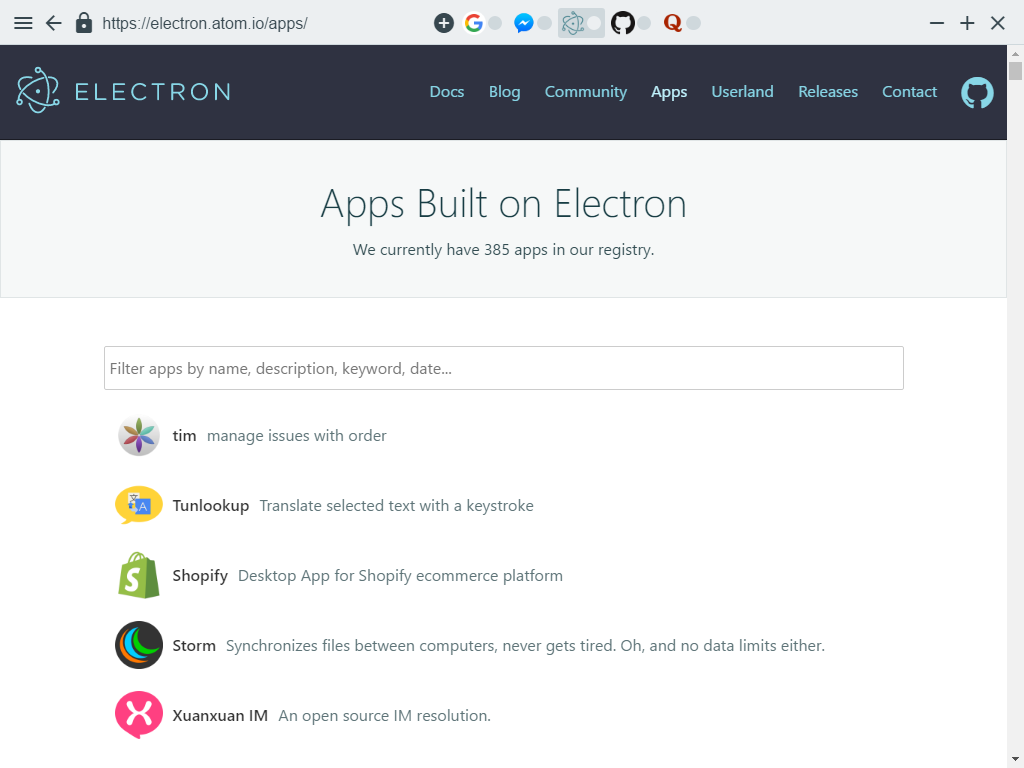 https://electron.atom.io/apps/
ELECTRON
Docs Blog Community Apps Userland Releases Contact
Apps Built on Electron
We currently have 385 apps in our registry.
Filter apps by name, description, keyword, date...
tim manage issues with order
Tunlookup Translate selected text with a keystroke
Shopify Desktop App for Shopify ecommerce platform
Storm Synchronizes files between computers, never gets tired. Oh, and no data limits either.
Xuanxuan IM An open source IM resolution.